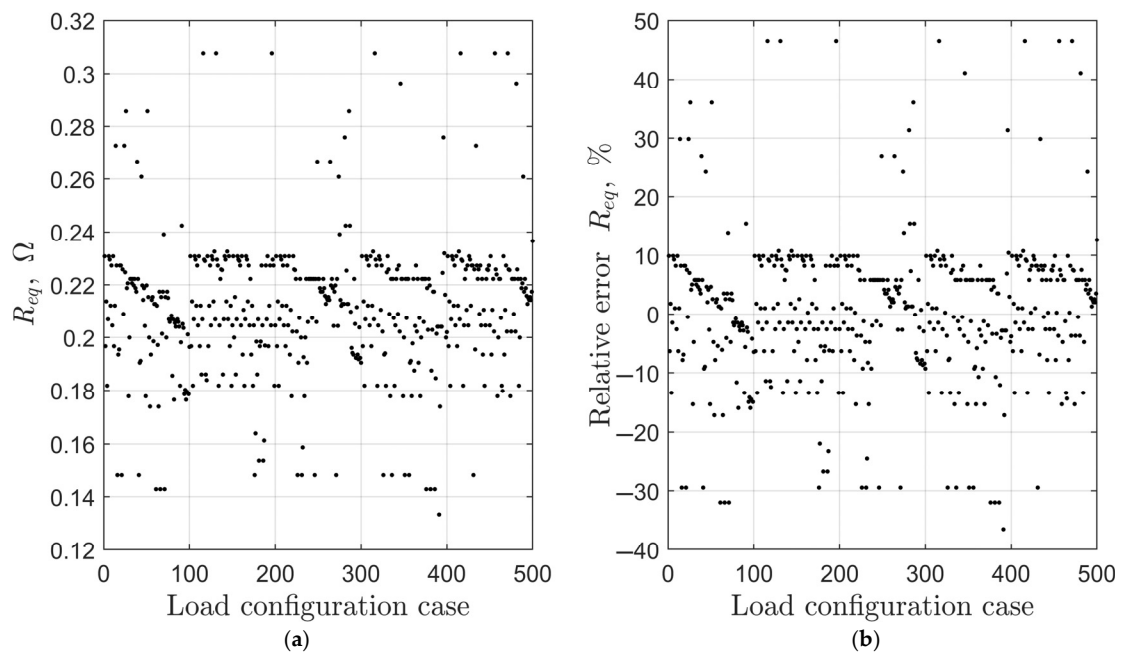 0.32
0.3
0.28
0.26
0.24
0.22
0.2
0.18
0.16
0.14
0.12
R_eq, Ω
0 100 200 300 400 500
Load configuration case
(a)
50
40
30
20
10
0
−10
−20
−30
−40
Relative error R_eq, %
0 100 200 300 400 500
Load configuration case
(b)